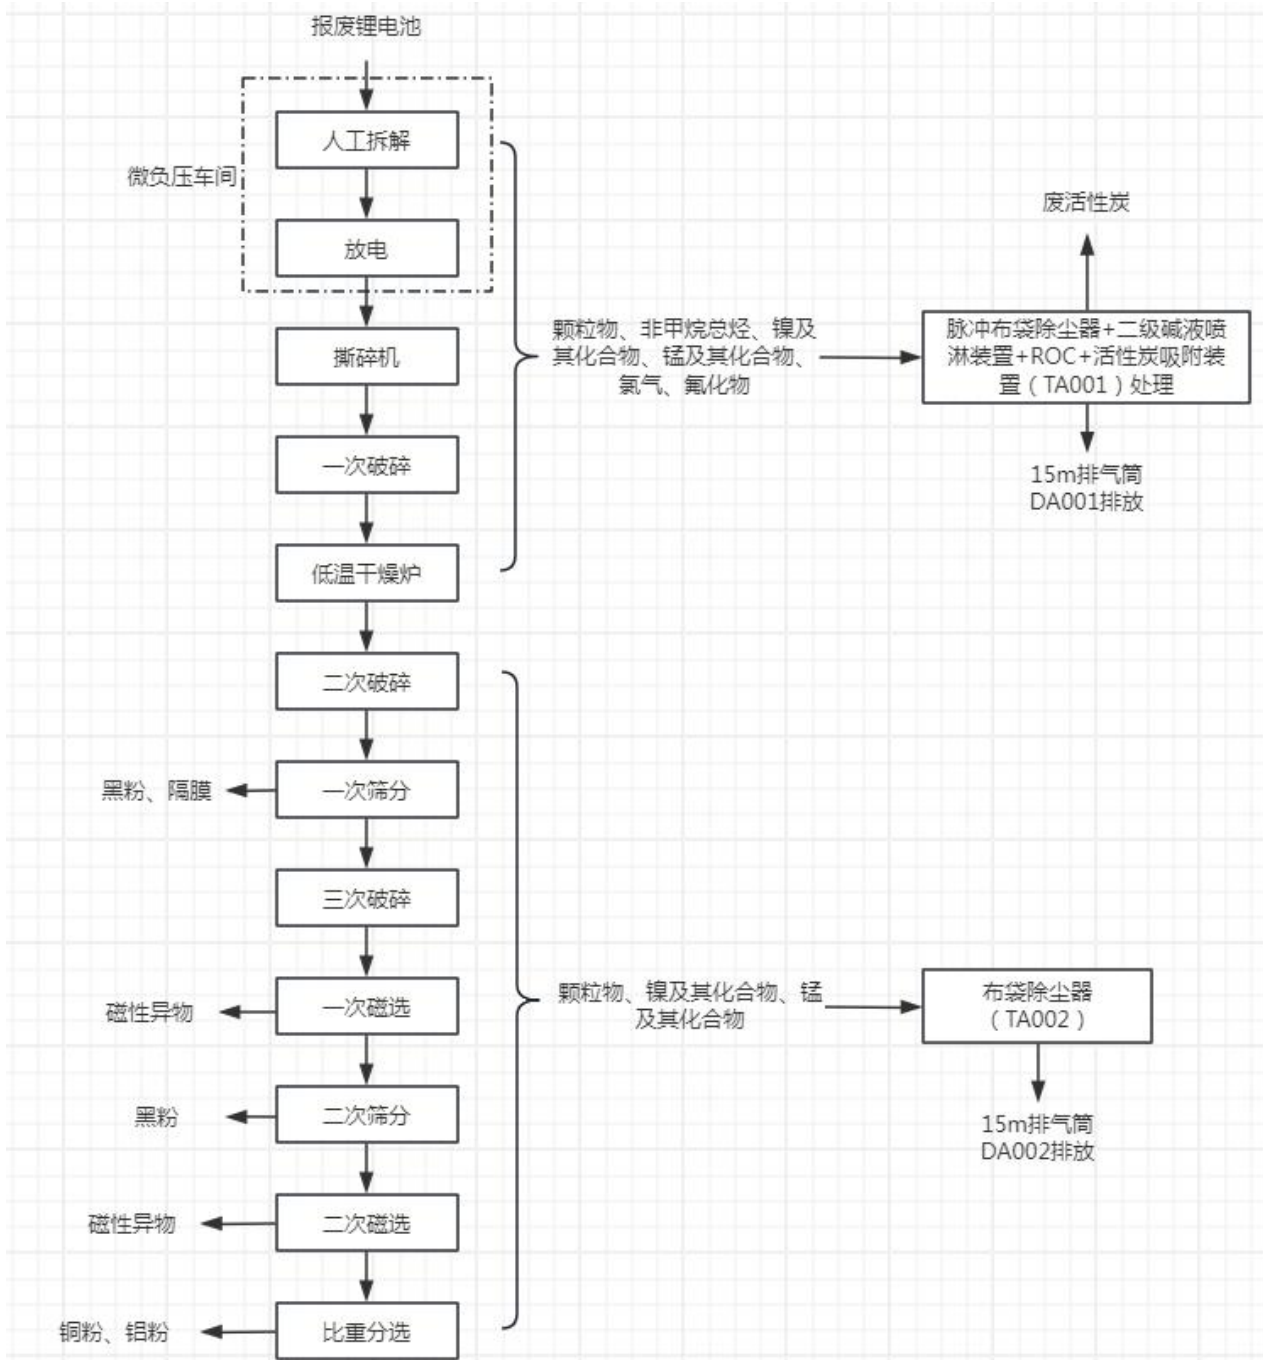 报废锂电池
人工拆解
微负压车间
放电
撕碎机
一次破碎
低温干燥炉
颗粒物、非甲烷总烃、镍及
其化合物、锰及其化合物、
氯气、氟化物
废活性炭
脉冲布袋除尘器+二级碱液喷
淋装置+ROC+活性炭吸附装
置（TA001）处理
15m排气筒
DA001排放
二次破碎
黑粉、隔膜
一次筛分
三次破碎
磁性异物
一次磁选
黑粉
二次筛分
磁性异物
二次磁选
铜粉、铝粉
比重分选
颗粒物、镍及其化合物、锰
及其化合物
布袋除尘器
（TA002）
15m排气筒
DA002排放